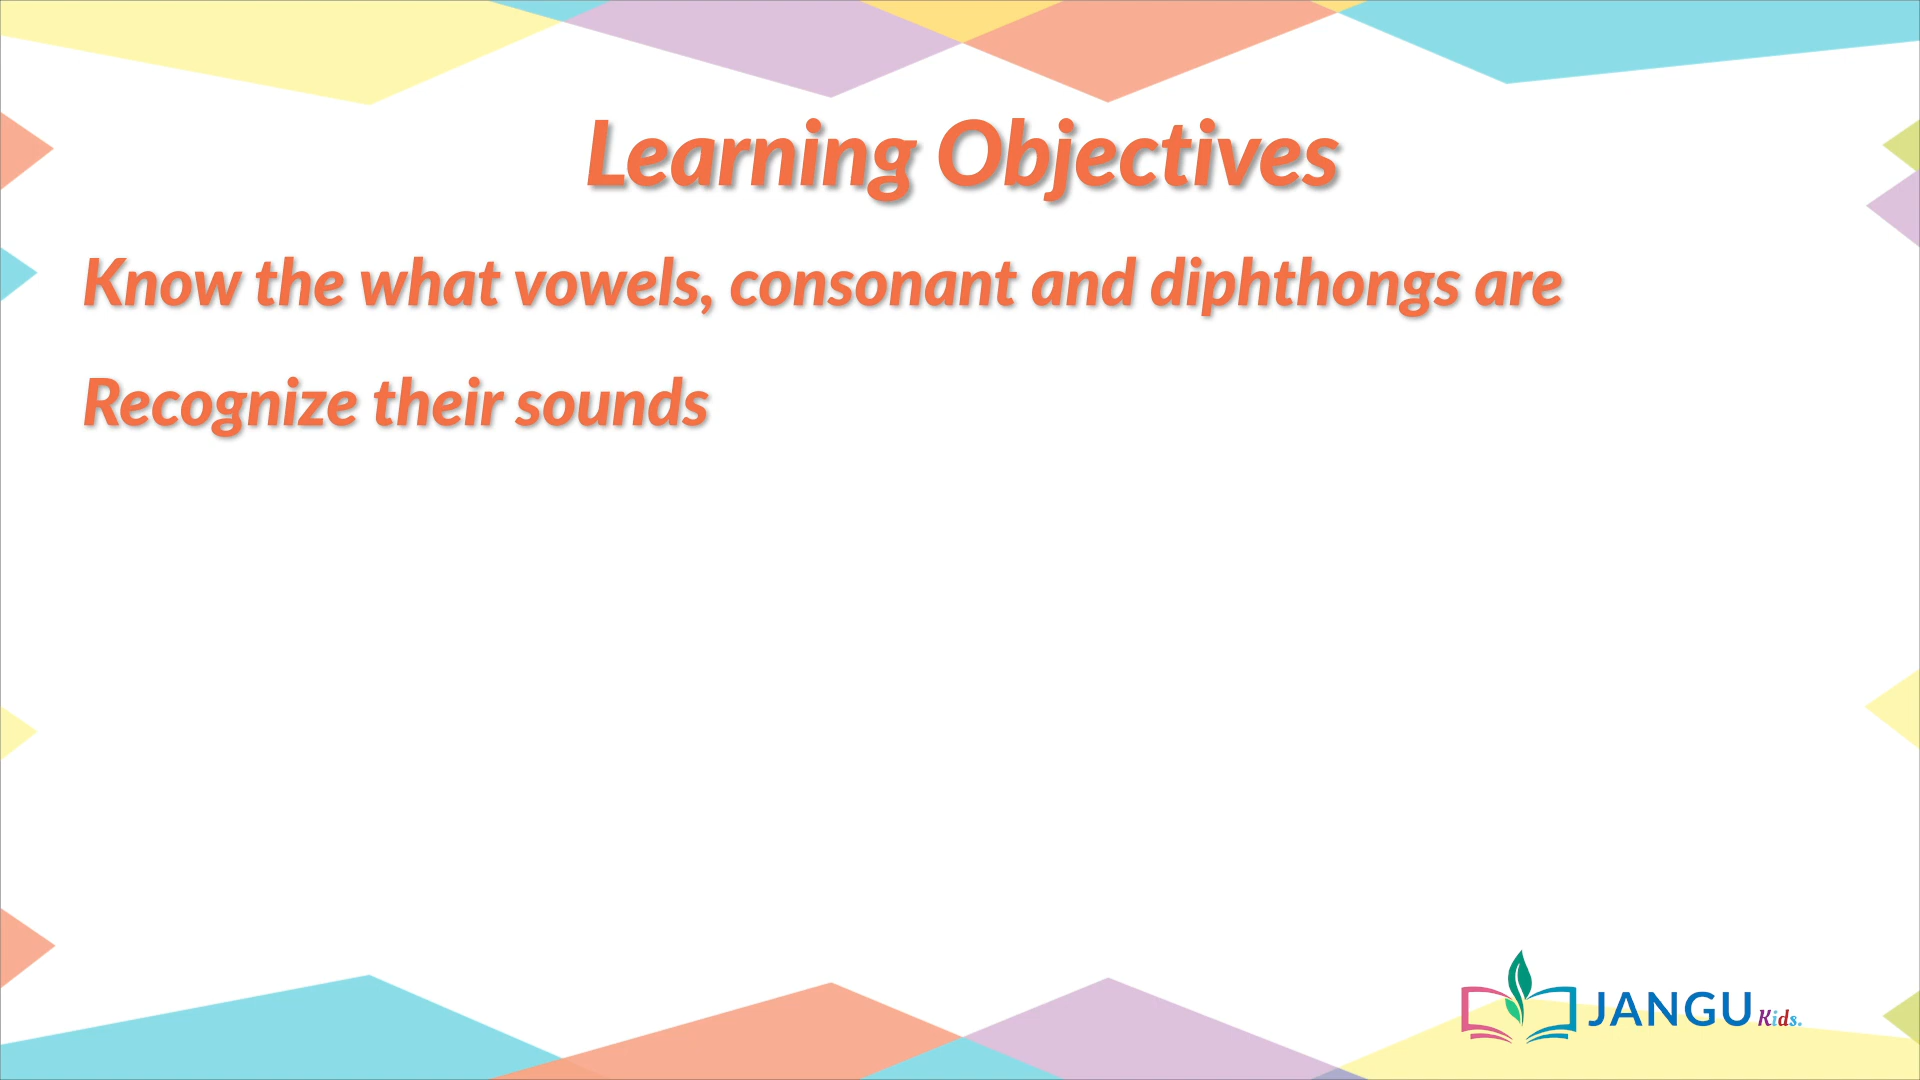 Learning Objectives
Know the what vowels, consonant and diphthongs are
Recognize their sounds
JANGU Kids.